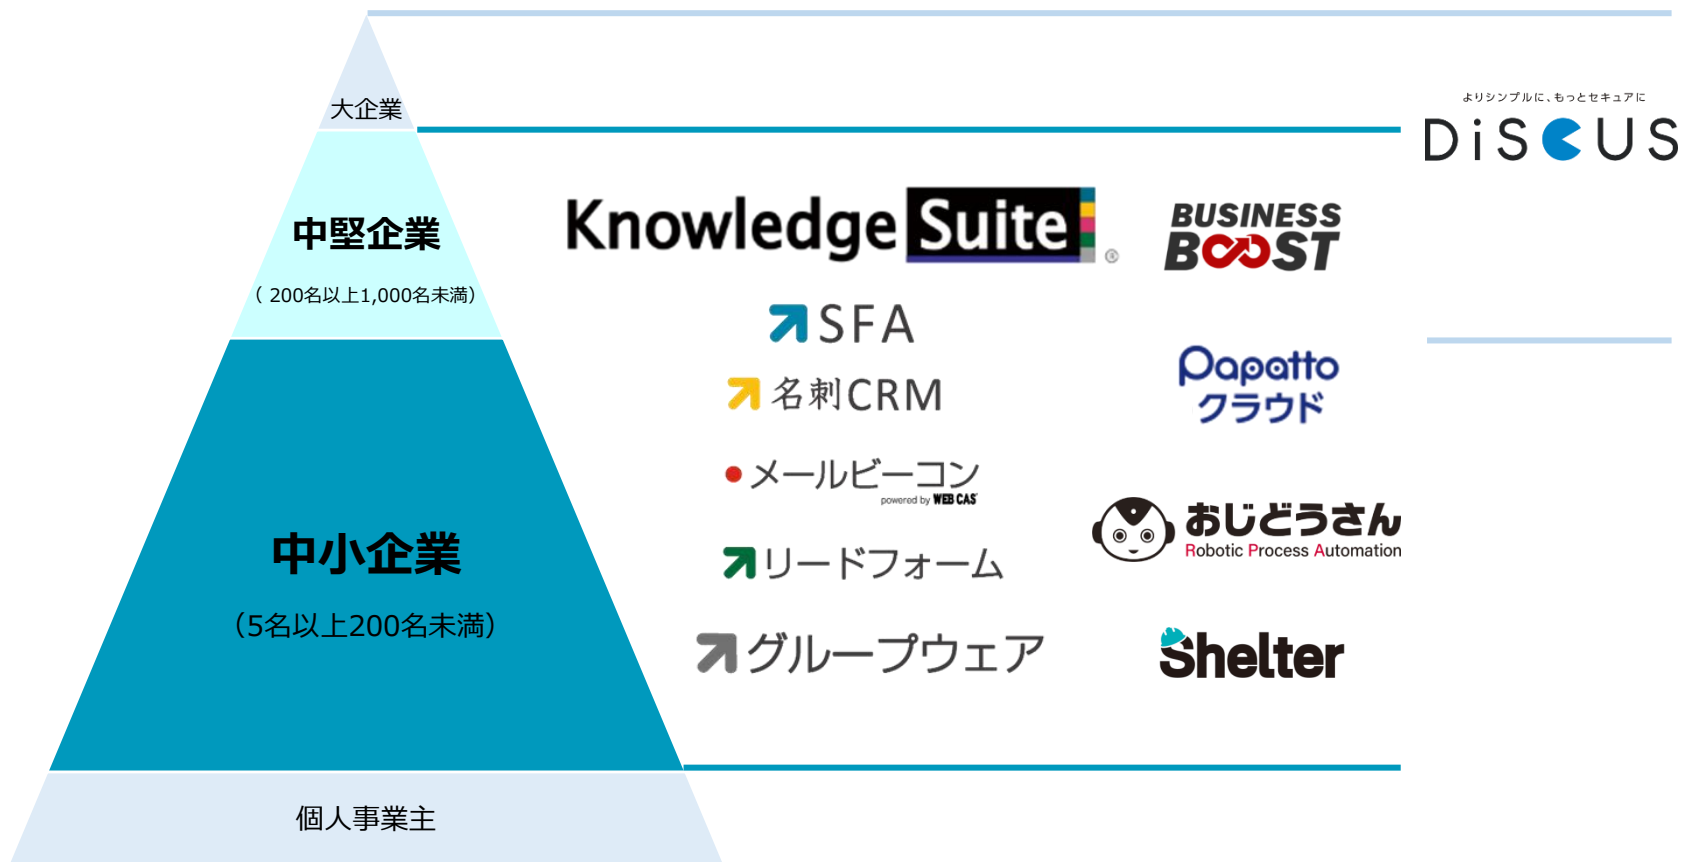 大企業
中堅企業
（ 200名以上1,000名未満）
中小企業
（5名以上200名未満）
個人事業主
Knowledge Suite ®
SFA
名刺CRM
メールビーコン
powered by WEB CAS
リードフォーム
グループウェア
BUSINESS
BOOST
Papatto
クラウド
おじどうさん
Robotic Process Automation
Shelter
よりシンプルに、もっとセキュアに
DiSCUS